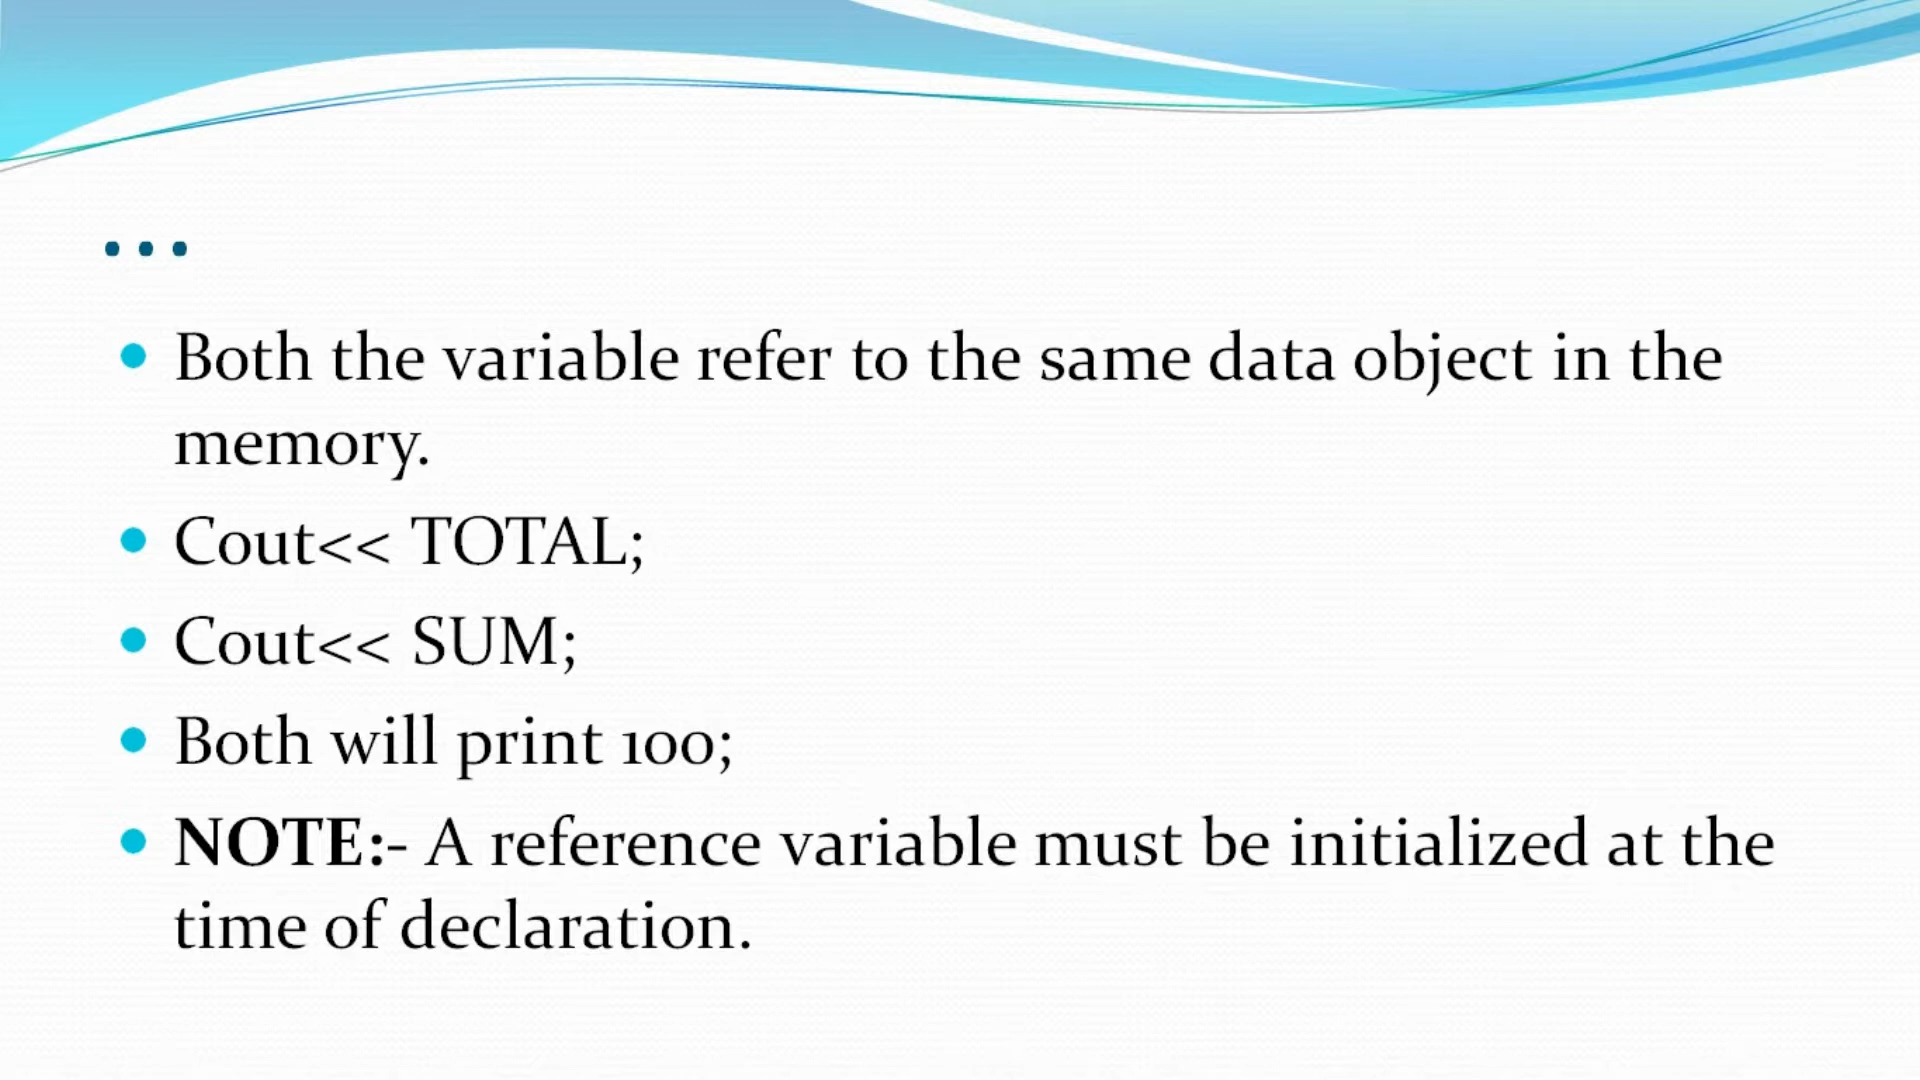 ...
• Both the variable refer to the same data object in the
memory.
• Cout<< TOTAL;
• Cout<< SUM;
• Both will print 100;
• NOTE:- A reference variable must be initialized at the
time of declaration.